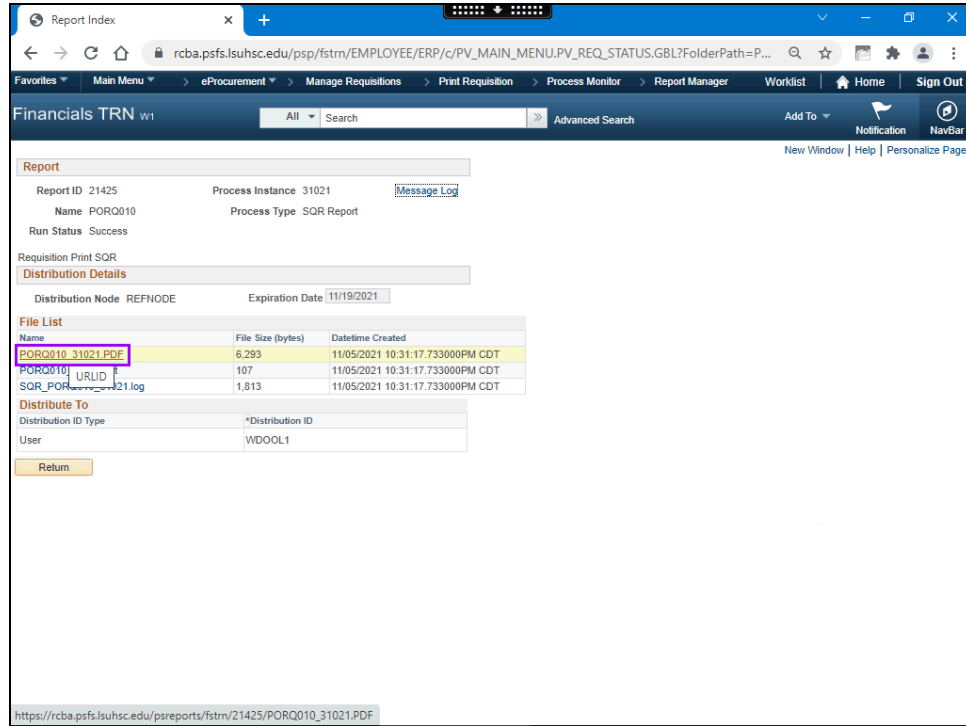 Report Index
rcba.psfs.lsuhsc.edu/psp/fstrn/EMPLOYEE/ERP/c/PV_MAIN_MENU.PV_REQ_STATUS.GBL?FolderPath=P...
Favorites Main Menu > eProcurement > Manage Requisitions > Print Requisition > Process Monitor > Report Manager Worklist Home Sign Out
Financials TRN W1 All Search Advanced Search Add To Notification NavBar
New Window | Help | Personalize Page
Report
Report ID 21425 Process Instance 31021 Message Log
Name PORQ010 Process Type SQR Report
Run Status Success
Requisition Print SQR
Distribution Details
Distribution Node REFNODE Expiration Date 11/19/2021
File List
Name File Size (bytes) Datetime Created
PORQ010_31021.PDF 6,293 11/05/2021 10:31:17.733000PM CDT
107 11/05/2021 10:31:17.733000PM CDT
URLID
1,813 11/05/2021 10:31:17.733000PM CDT
Distribute To
Distribution ID Type *Distribution ID
User WDOOL1
Return
https://rcba.psfs.lsuhsc.edu/psreports/fstrn/21425/PORQ010_31021.PDF